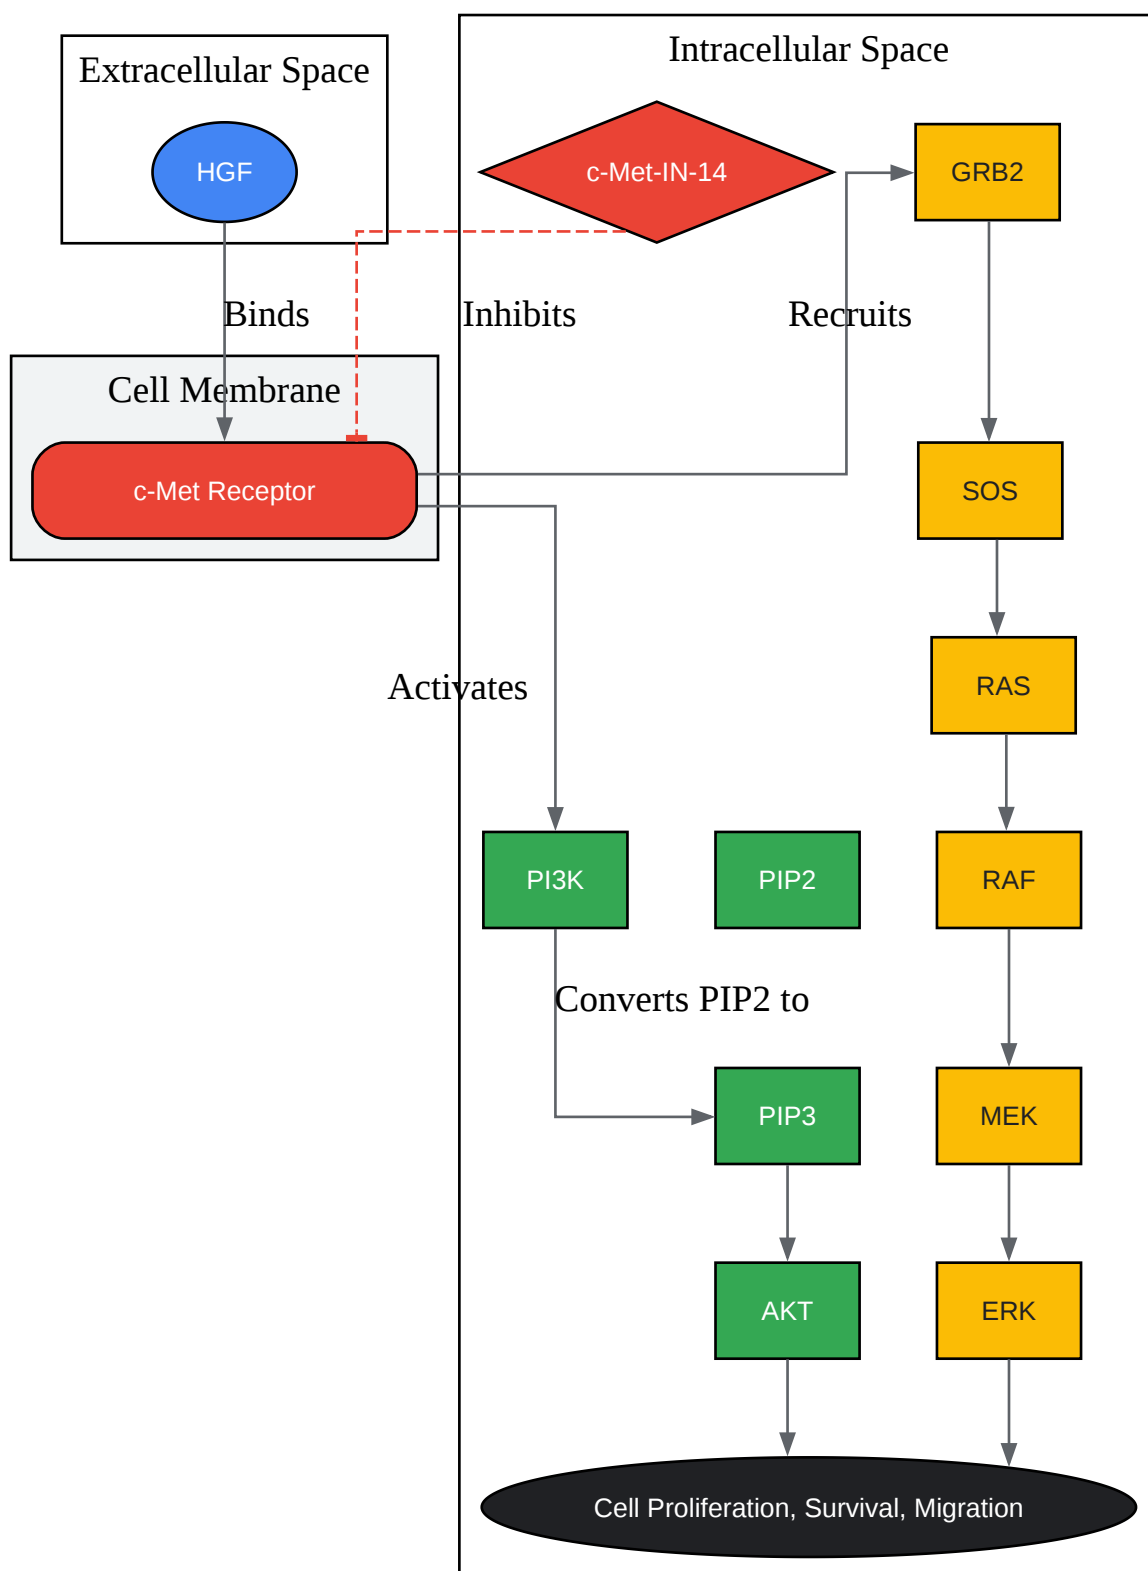 Intracellular Space
Extracellular Space
HGF
c-Met-IN-14
GRB2
Binds
Inhibits
Recruits
Cell Membrane
c-Met Receptor
SOS
RAS
Activates
PI3K
PIP2
RAF
Converts PIP2 to
PIP3
MEK
AKT
ERK
Cell Proliferation, Survival, Migration